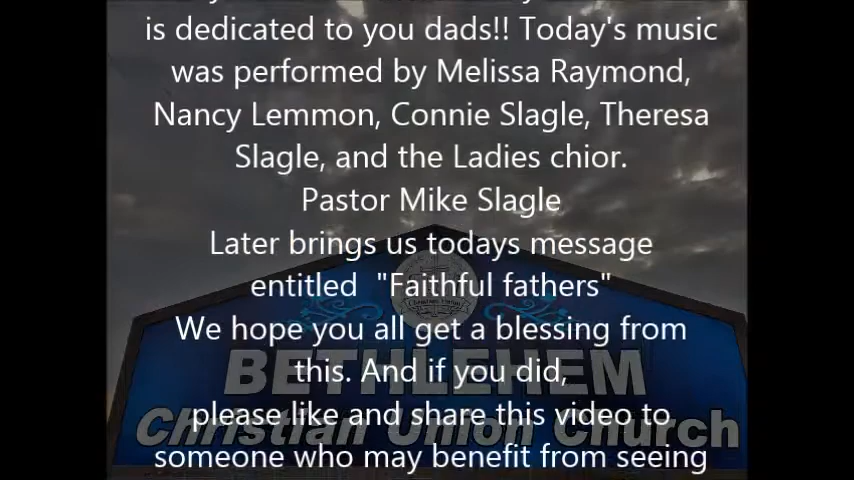 is dedicated to you dads!! Today's music
was performed by Melissa Raymond,
Nancy Lemmon, Connie Slagle, Theresa
Slagle, and the Ladies chior.
Pastor Mike Slagle
Later brings us todays message
entitled "Faithful fathers"
We hope you all get a blessing from
this. And if you did,
please like and share this video to
someone who may benefit from seeing
Christian Union
BETHLEHEM
Christian Union Church